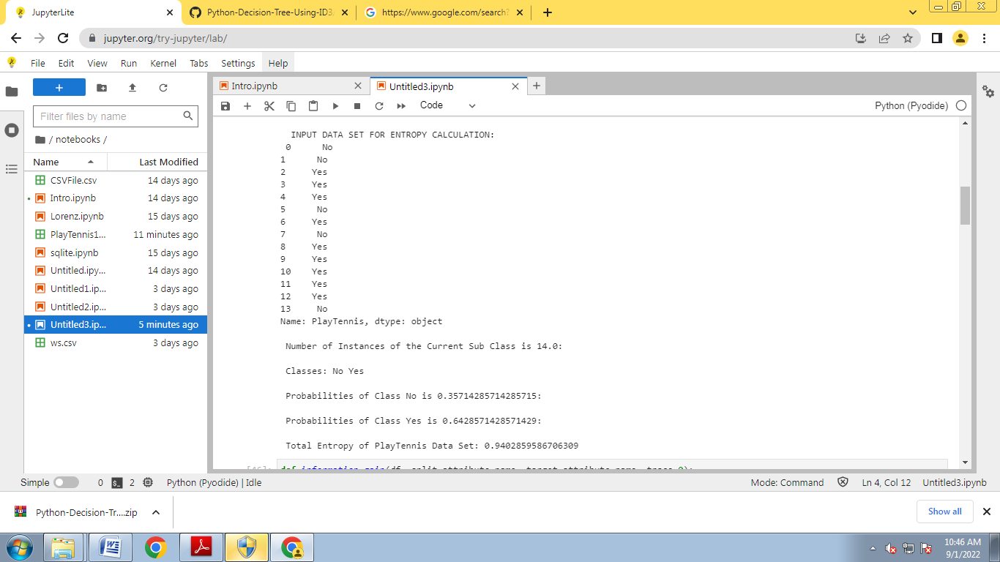 JupyterLite
Python-Decision-Tree-Using-ID3
https://www.google.com/search?
jupyter.org/try-jupyter/lab/
File Edit View Run Kernel Tabs Settings Help
Filter files by name
/ notebooks /
Name Last Modified
CSVFile.csv 14 days ago
Intro.ipynb 14 days ago
Lorenz.ipynb 15 days ago
PlayTennis1... 11 minutes ago
sqlite.ipynb 15 days ago
Untitled.ipy... 14 days ago
Untitled1.ip... 3 days ago
Untitled2.ip... 3 days ago
Untitled3.ip... 5 minutes ago
ws.csv 3 days ago
Intro.ipynb
Untitled3.ipynb
Code
Python (Pyodide)
INPUT DATA SET FOR ENTROPY CALCULATION:
0 No
1 No
2 Yes
3 Yes
4 Yes
5 No
6 Yes
7 No
8 Yes
9 Yes
10 Yes
11 Yes
12 Yes
13 No
Name: PlayTennis, dtype: object
Number of Instances of the Current Sub Class is 14.0:
Classes: No Yes
Probabilities of Class No is 0.35714285714285715:
Probabilities of Class Yes is 0.6428571428571429:
Total Entropy of PlayTennis Data Set: 0.9402859586706309
[46]: def information_gain(df, split_attribute_name, target_attribute_name, trace=0):
Simple 0 2 Python (Pyodide) | Idle
Mode: Command Ln 4, Col 12 Untitled3.ipynb
Python-Decision-Tr....zip
Show all
10:46 AM
9/1/2022